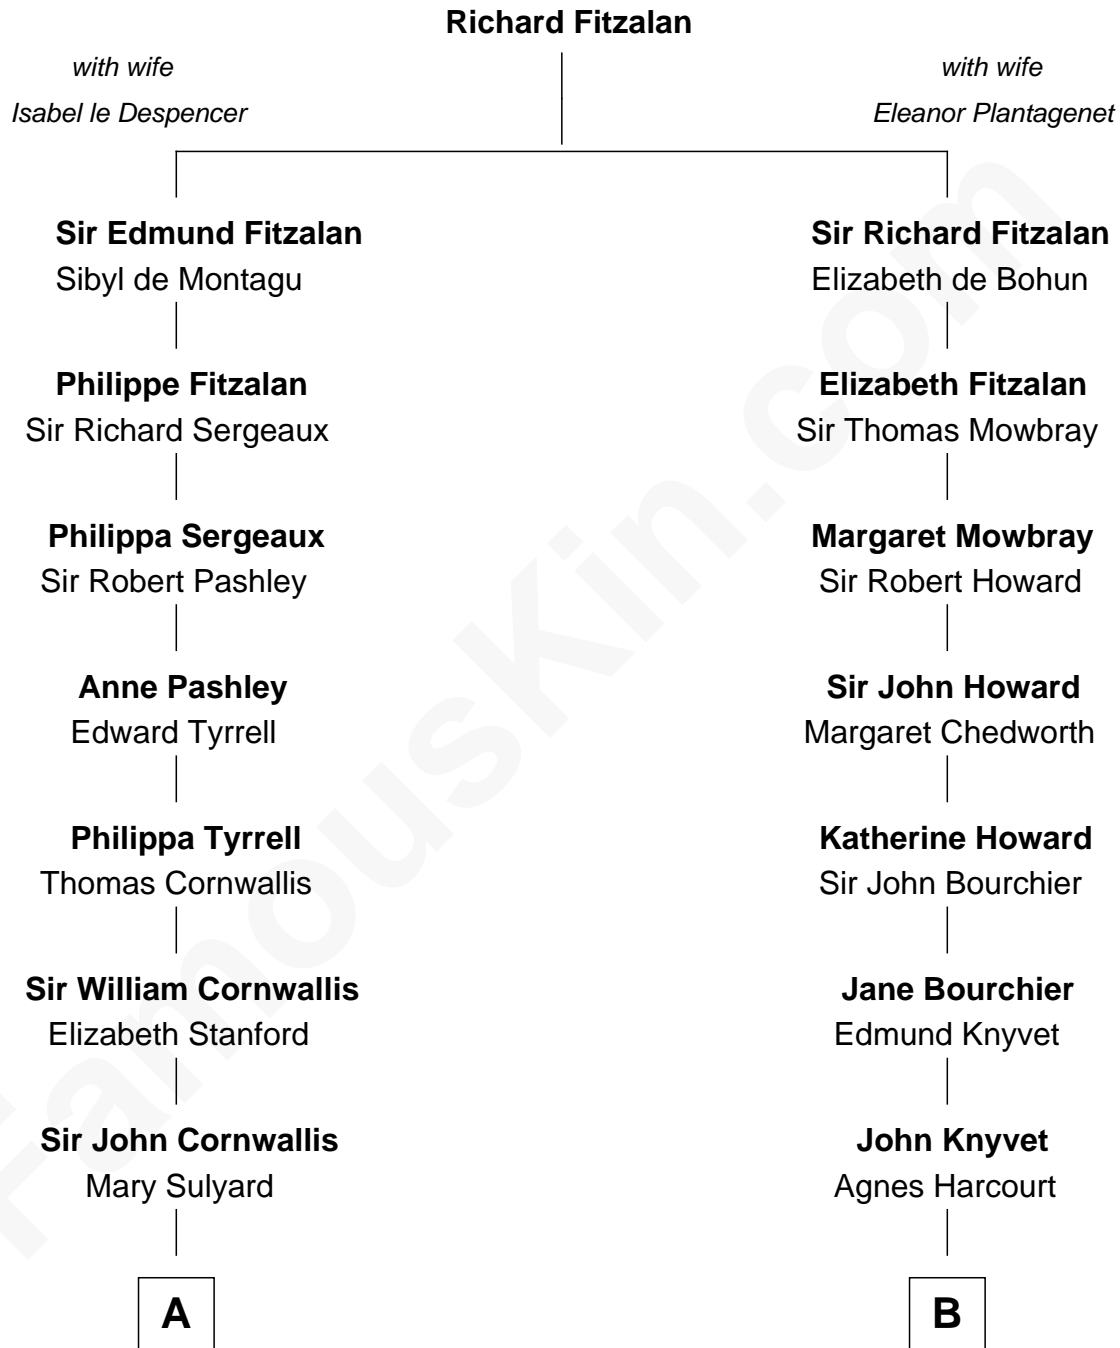 Richard Fitzalan
with wife
Isabel le Despencer
with wife
Eleanor Plantagenet
Sir Edmund Fitzalan
Sibyl de Montagu
Philippe Fitzalan
Sir Richard Sergeaux
Philippa Sergeaux
Sir Robert Pashley
Anne Pashley
Edward Tyrrell
Philippa Tyrrell
Thomas Cornwallis
Sir William Cornwallis
Elizabeth Stanford
Sir John Cornwallis
Mary Sulyard
A
Sir Richard Fitzalan
Elizabeth de Bohun
Elizabeth Fitzalan
Sir Thomas Mowbray
Margaret Mowbray
Sir Robert Howard
Sir John Howard
Margaret Chedworth
Katherine Howard
Sir John Bourchier
Jane Bourchier
Edmund Knyvet
John Knyvet
Agnes Harcourt
B
FamousKin.com